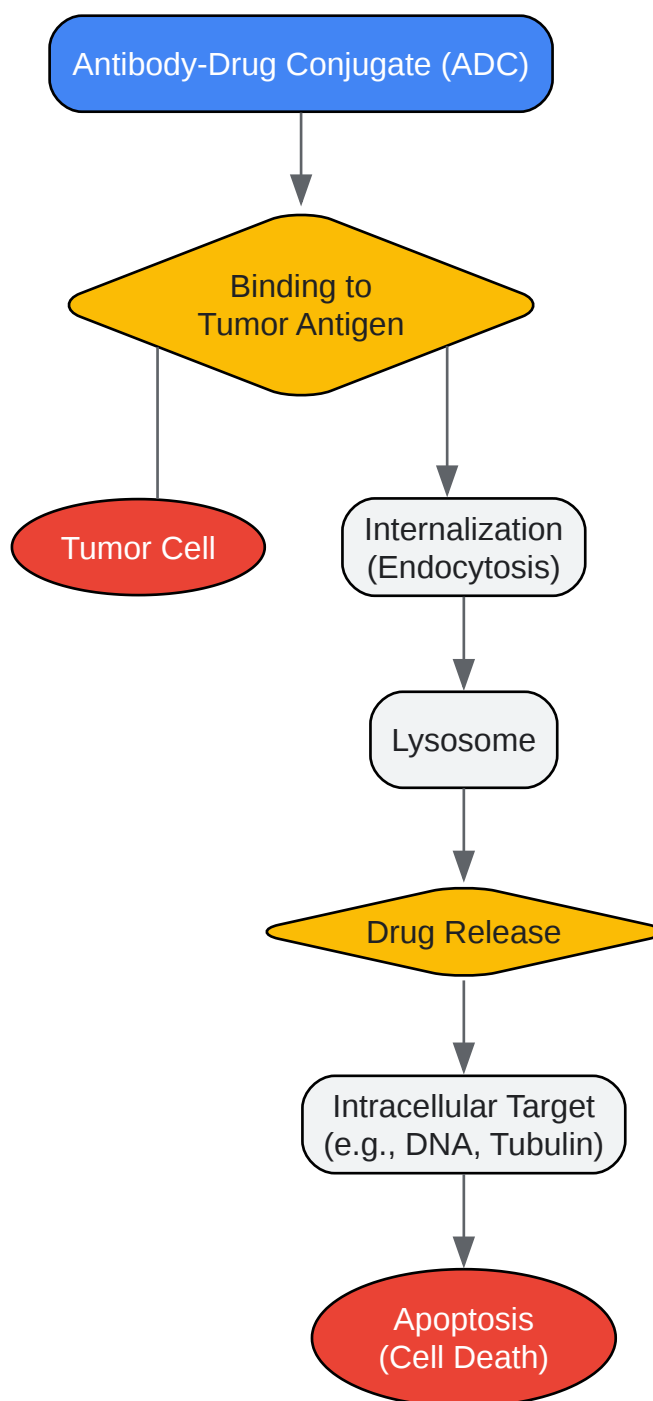 Antibody-Drug Conjugate (ADC)
Binding to
Tumor Antigen
Tumor Cell
Internalization
(Endocytosis)
Lysosome
Drug Release
Intracellular Target
(e.g., DNA, Tubulin)
Apoptosis
(Cell Death)